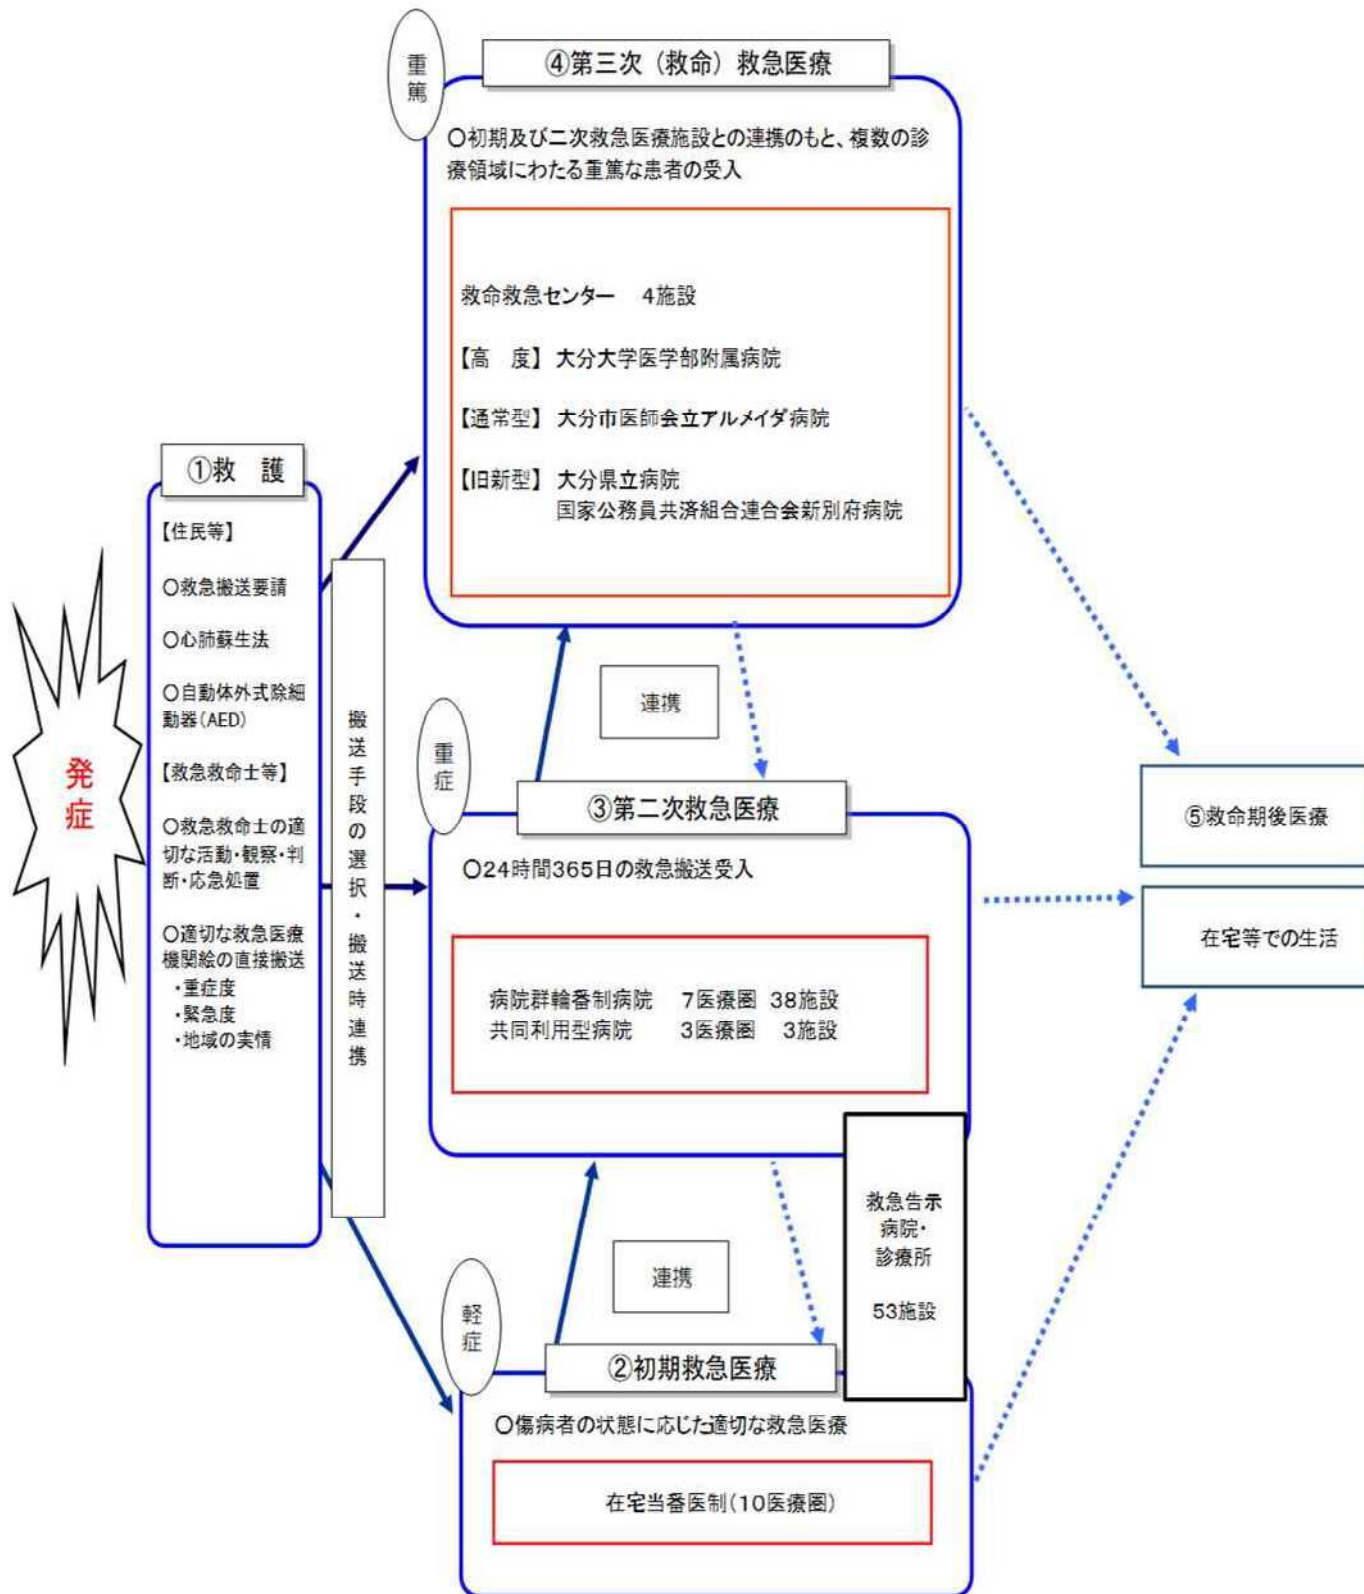 重篤
④第三次（救命）救急医療
○初期及び二次救急医療施設との連携のもと、複数の診
療領域にわたる重篤な患者の受入
救命救急センター　4施設
【高　度】 大分大学医学部附属病院
【通常型】 大分市医師会立アルメイダ病院
【旧新型】 大分県立病院
国家公務員共済組合連合会新別府病院
①救　護
【住民等】
○救急搬送要請
○心肺蘇生法
○自動体外式除細
動器(AED)
【救急救命士等】
○救急救命士の適
切な活動・観察・判
断・応急処置
○適切な救急医療
機関絵の直接搬送
・重症度
・緊急度
・地域の実情
発症
搬送手段の選択・搬送時連携
連携
重症
③第二次救急医療
○24時間365日の救急搬送受入
病院群輪番制病院　7医療圏 38施設
共同利用型病院　3医療圏　3施設
救急告示
病院・
診療所
53施設
連携
軽症
②初期救急医療
○傷病者の状態に応じた適切な救急医療
在宅当番医制(10医療圏)
⑤救命期後医療
在宅等での生活